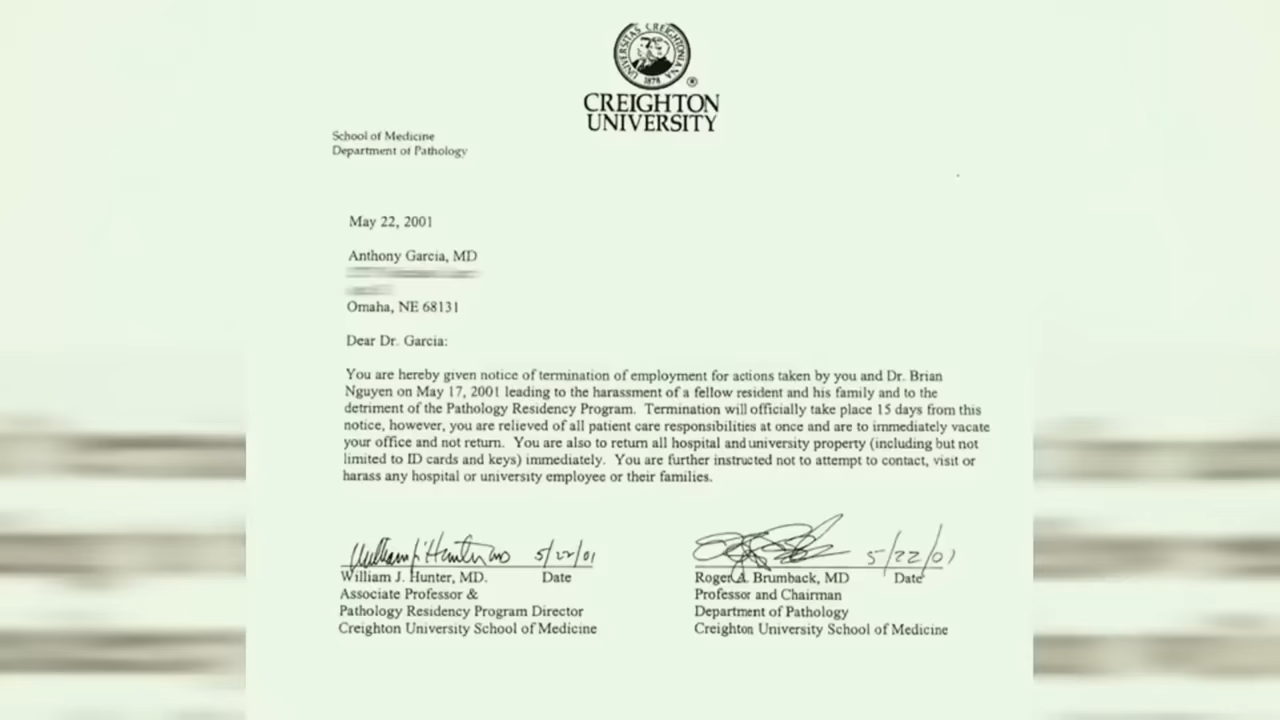 UNIVERSITAS CREIGHTONIANA
1878
®
CREIGHTON
UNIVERSITY
School of Medicine
Department of Pathology
May 22, 2001
Anthony Garcia, MD
Omaha, NE 68131
Dear Dr. Garcia:
You are hereby given notice of termination of employment for actions taken by you and Dr. Brian
Nguyen on May 17, 2001 leading to the harassment of a fellow resident and his family and to the
detriment of the Pathology Residency Program. Termination will officially take place 15 days from this
notice, however, you are relieved of all patient care responsibilities at once and are to immediately vacate
your office and not return. You are also to return all hospital and university property (including but not
limited to ID cards and keys) immediately. You are further instructed not to attempt to contact, visit or
harass any hospital or university employee or their families.
William J Hunter MD 5/22/01
5/22/01
William J. Hunter, MD. Date
Roger A. Brumback, MD Date
Associate Professor &
Professor and Chairman
Pathology Residency Program Director
Department of Pathology
Creighton University School of Medicine
Creighton University School of Medicine